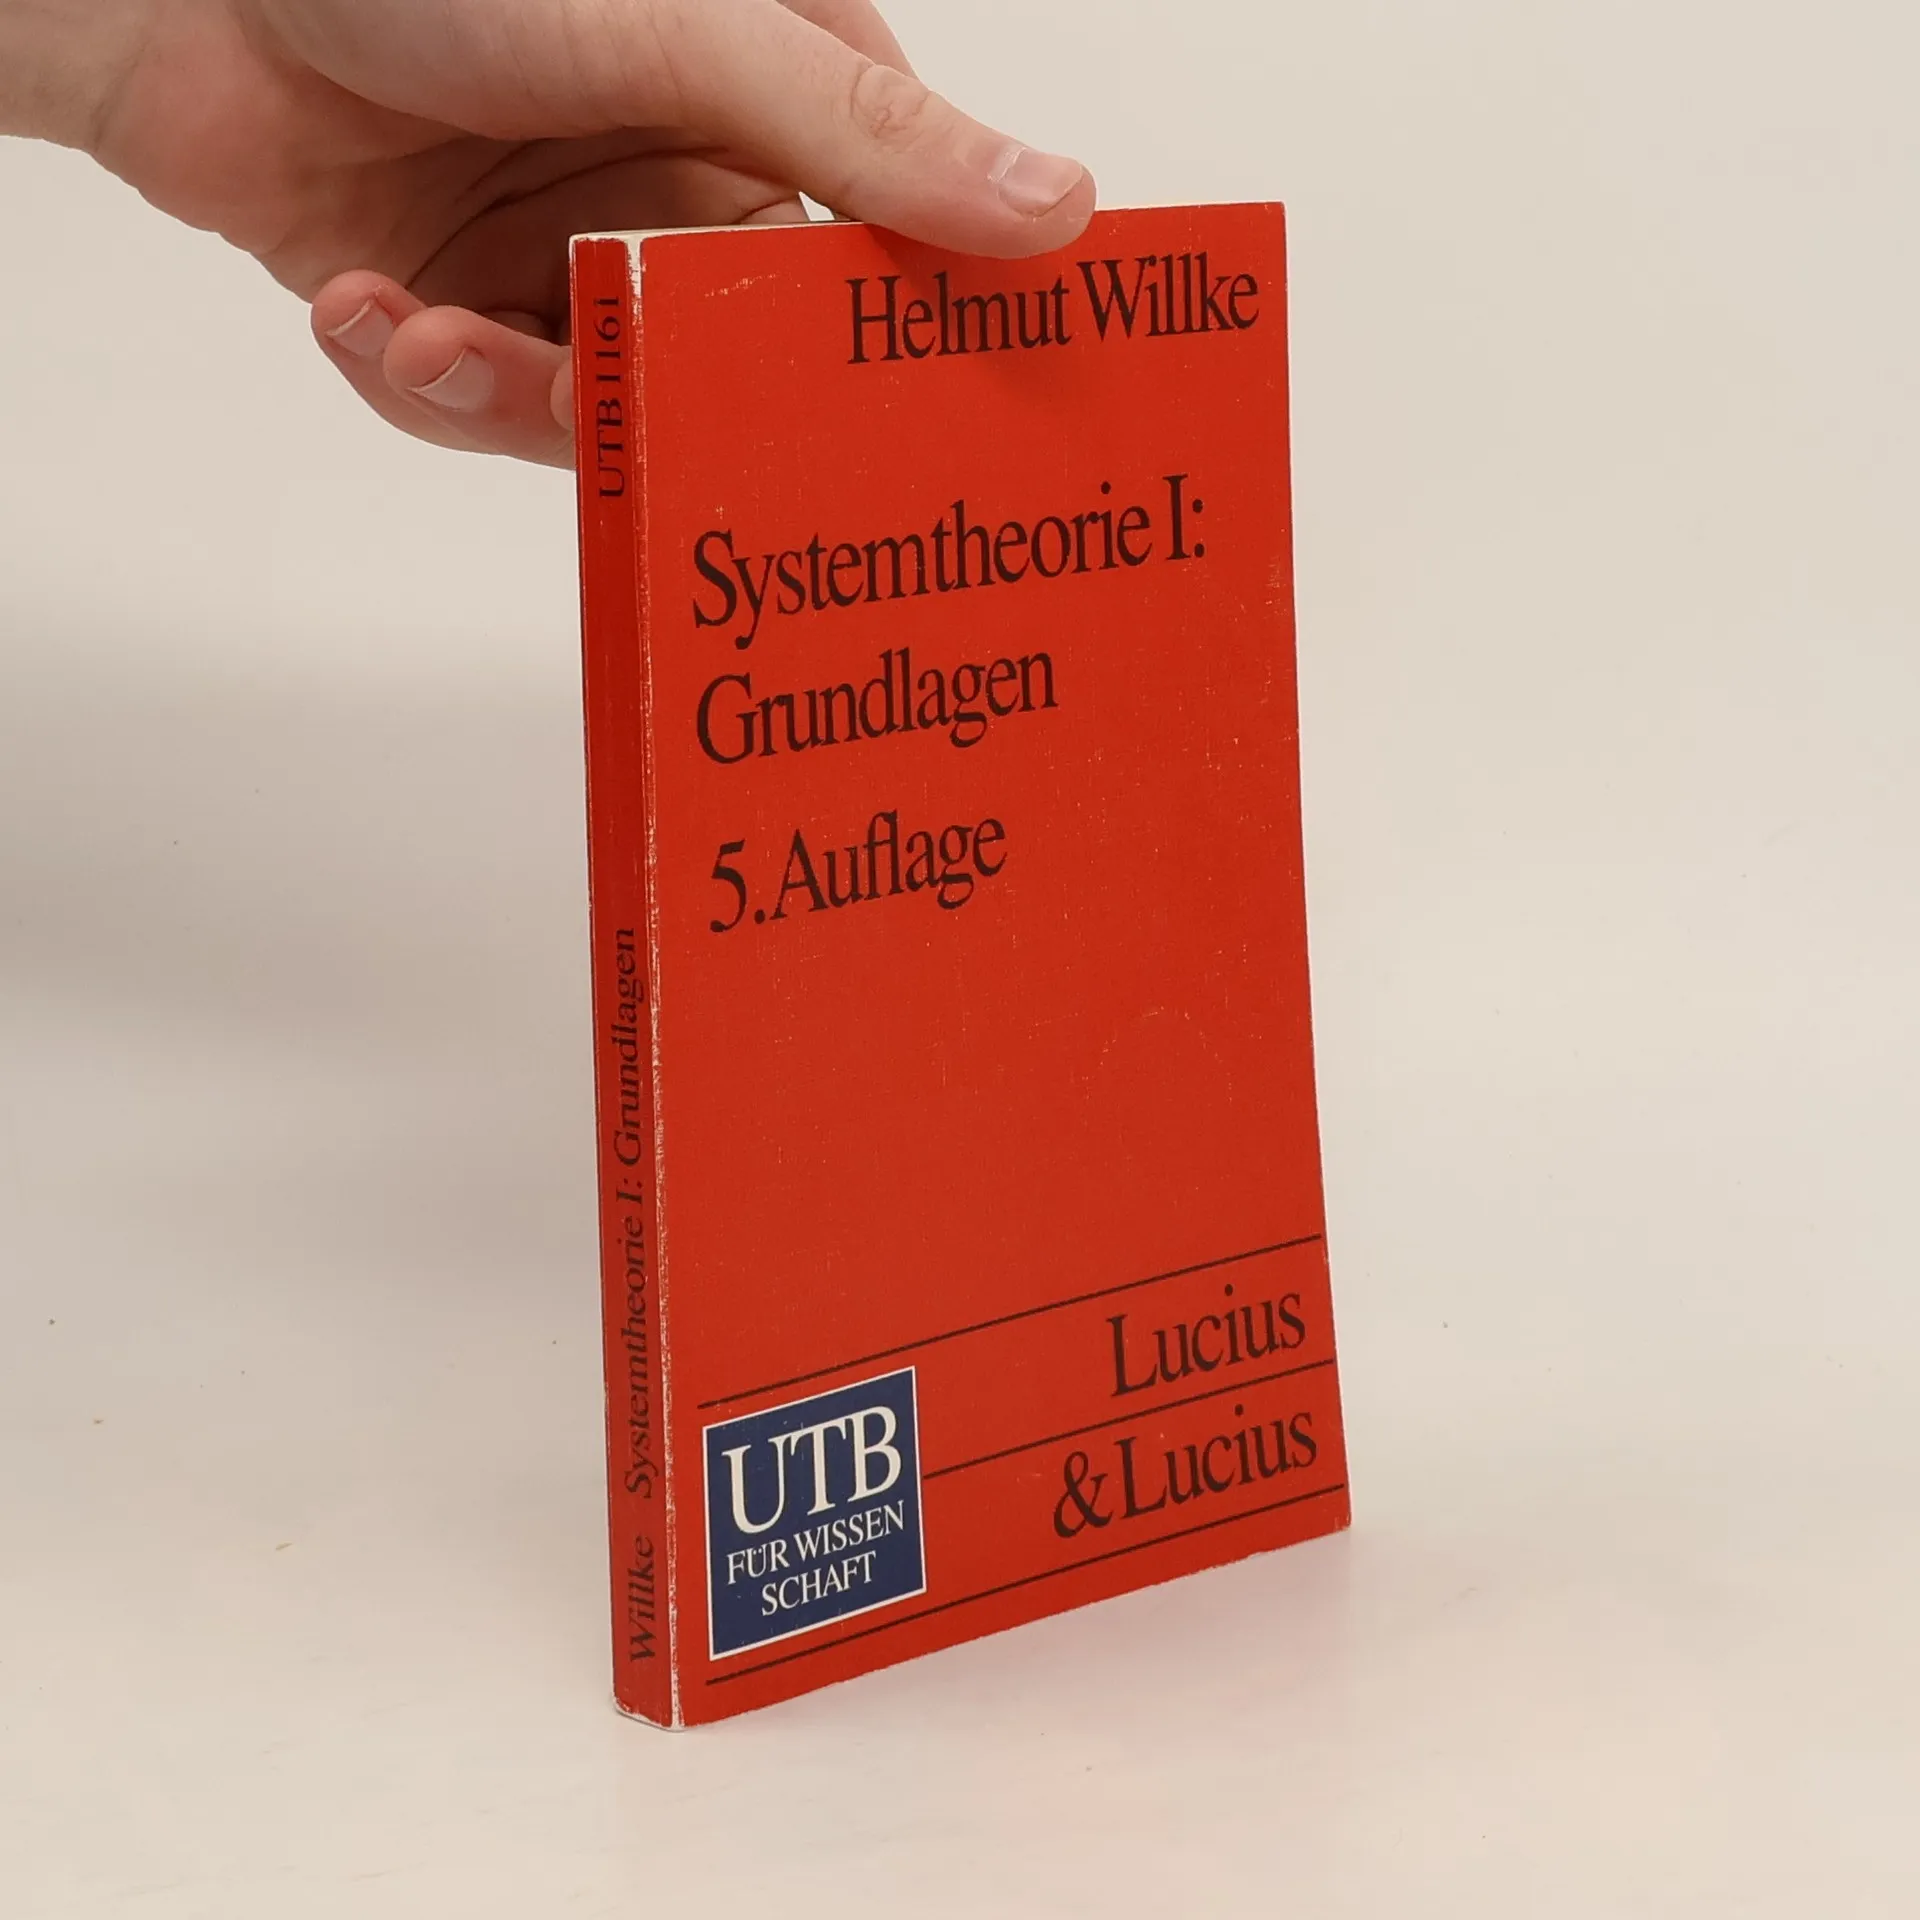 Helmut Willke
Systemtheorie I:
Grundlagen
5. Auflage
Lucius
& Lucius
UTB
FÜR WISSEN
SCHAFT
Willke Systemtheorie I: Grundlagen UTB 1161